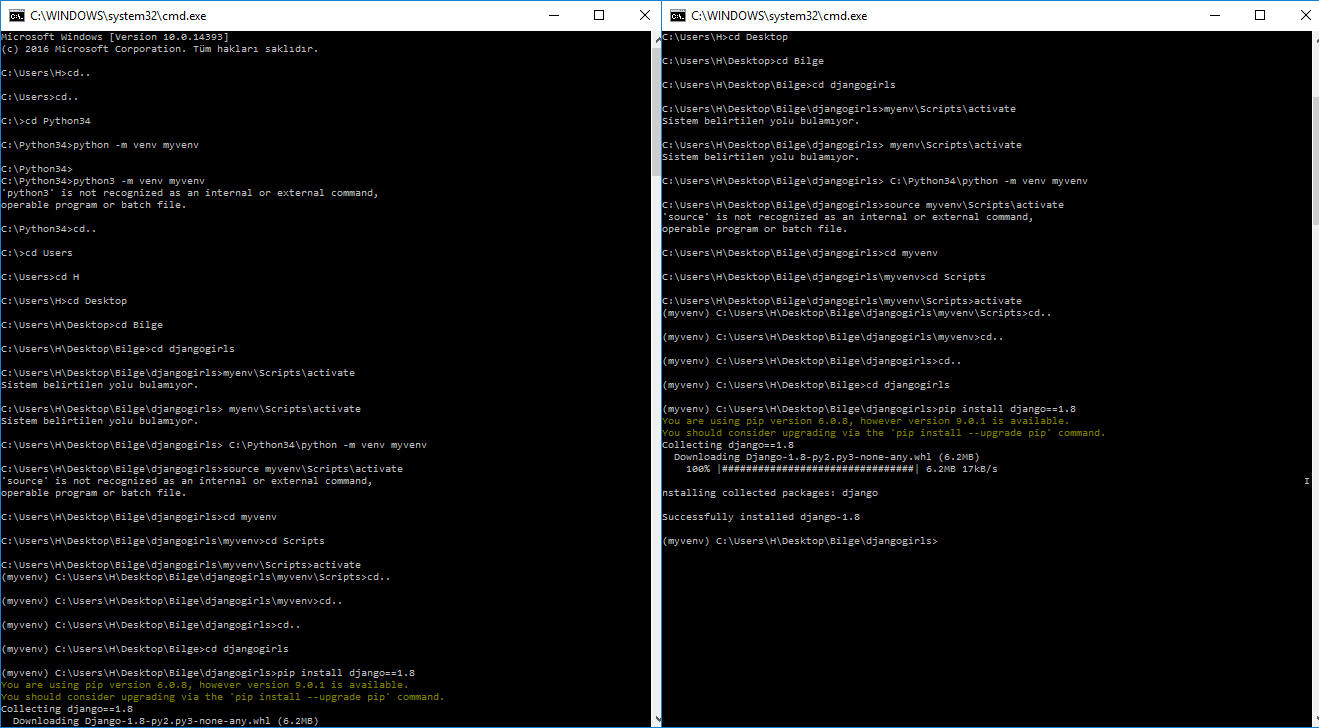 C:\WINDOWS\system32\cmd.exe
Microsoft Windows [Version 10.0.14393]
(c) 2016 Microsoft Corporation. Tüm hakları saklıdır.
C:\Users\H>cd..
C:\Users>cd..
C:\>cd Python34
C:\Python34>python -m venv myvenv
C:\Python34>
C:\Python34>python3 -m venv myvenv
'python3' is not recognized as an internal or external command,
operable program or batch file.
C:\Python34>cd..
C:\>cd Users
C:\Users>cd H
C:\Users\H>cd Desktop
C:\Users\H\Desktop>cd Bilge
C:\Users\H\Desktop\Bilge>cd djangogirls
C:\Users\H\Desktop\Bilge\djangogirls>myenv\Scripts\activate
Sistem belirtilen yolu bulamıyor.
C:\Users\H\Desktop\Bilge\djangogirls> myenv\Scripts\activate
Sistem belirtilen yolu bulamıyor.
C:\Users\H\Desktop\Bilge\djangogirls> C:\Python34\python -m venv myvenv
C:\Users\H\Desktop\Bilge\djangogirls>source myvenv\Scripts\activate
'source' is not recognized as an internal or external command,
operable program or batch file.
C:\Users\H\Desktop\Bilge\djangogirls>cd myvenv
C:\Users\H\Desktop\Bilge\djangogirls\myvenv>cd Scripts
C:\Users\H\Desktop\Bilge\djangogirls\myvenv\Scripts>activate
(myvenv) C:\Users\H\Desktop\Bilge\djangogirls\myvenv\Scripts>cd..
(myvenv) C:\Users\H\Desktop\Bilge\djangogirls\myvenv>cd..
(myvenv) C:\Users\H\Desktop\Bilge\djangogirls>cd..
(myvenv) C:\Users\H\Desktop\Bilge>cd djangogirls
(myvenv) C:\Users\H\Desktop\Bilge\djangogirls>pip install django==1.8
You are using pip version 6.0.8, however version 9.0.1 is available.
You should consider upgrading via the 'pip install --upgrade pip' command.
Collecting django==1.8
Downloading Django-1.8-py2.py3-none-any.whl (6.2MB)
C:\WINDOWS\system32\cmd.exe
C:\Users\H>cd Desktop
C:\Users\H\Desktop>cd Bilge
C:\Users\H\Desktop\Bilge>cd djangogirls
C:\Users\H\Desktop\Bilge\djangogirls>myenv\Scripts\activate
Sistem belirtilen yolu bulamıyor.
C:\Users\H\Desktop\Bilge\djangogirls> myenv\Scripts\activate
Sistem belirtilen yolu bulamıyor.
C:\Users\H\Desktop\Bilge\djangogirls> C:\Python34\python -m venv myvenv
C:\Users\H\Desktop\Bilge\djangogirls>source myvenv\Scripts\activate
'source' is not recognized as an internal or external command,
operable program or batch file.
C:\Users\H\Desktop\Bilge\djangogirls>cd myvenv
C:\Users\H\Desktop\Bilge\djangogirls\myvenv>cd Scripts
C:\Users\H\Desktop\Bilge\djangogirls\myvenv\Scripts>activate
(myvenv) C:\Users\H\Desktop\Bilge\djangogirls\myvenv\Scripts>cd..
(myvenv) C:\Users\H\Desktop\Bilge\djangogirls\myvenv>cd..
(myvenv) C:\Users\H\Desktop\Bilge\djangogirls>cd..
(myvenv) C:\Users\H\Desktop\Bilge>cd djangogirls
(myvenv) C:\Users\H\Desktop\Bilge\djangogirls>pip install django==1.8
You are using pip version 6.0.8, however version 9.0.1 is available.
You should consider upgrading via the 'pip install --upgrade pip' command.
Collecting django==1.8
Downloading Django-1.8-py2.py3-none-any.whl (6.2MB)
100% |################################| 6.2MB 17kB/s
nstalling collected packages: django
Successfully installed django-1.8
(myvenv) C:\Users\H\Desktop\Bilge\djangogirls>